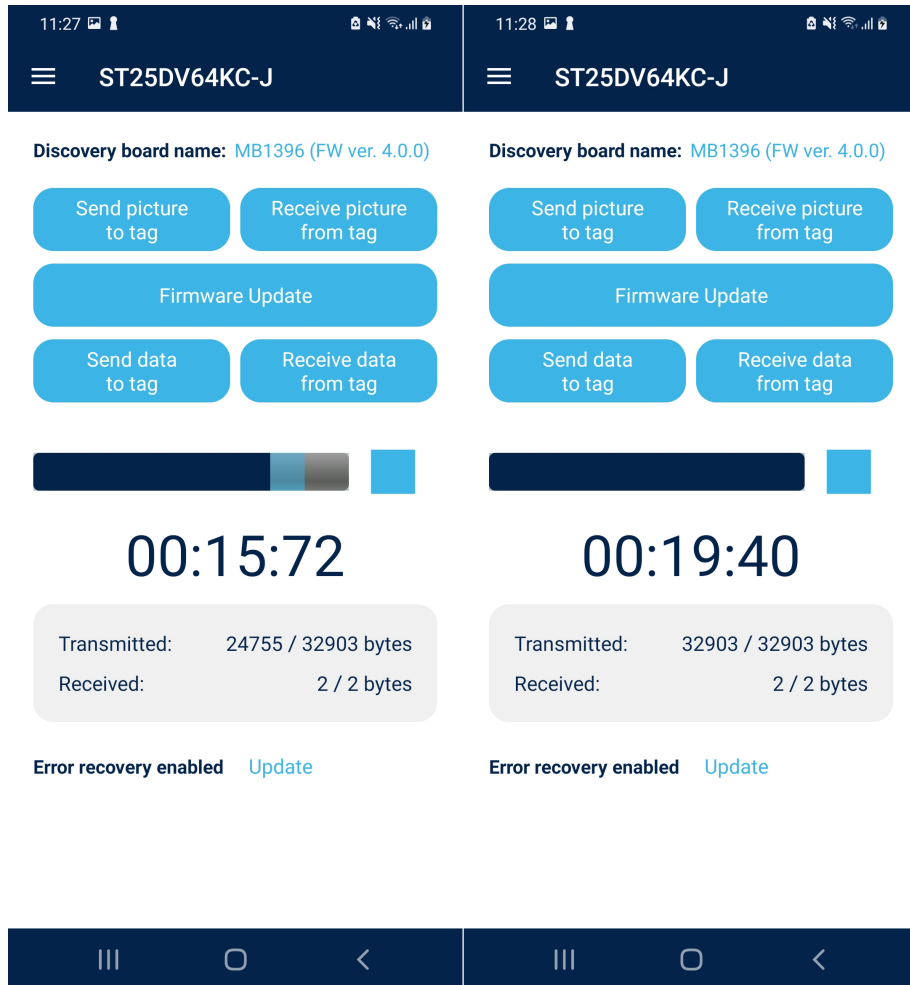 11:27
ST25DV64KC-J
Discovery board name: MB1396 (FW ver. 4.0.0)
Send picture
to tag
Receive picture
from tag
Firmware Update
Send data
to tag
Receive data
from tag
00:15:72
Transmitted: 24755 / 32903 bytes
Received: 2 / 2 bytes
Error recovery enabled Update
11:28
ST25DV64KC-J
Discovery board name: MB1396 (FW ver. 4.0.0)
Send picture
to tag
Receive picture
from tag
Firmware Update
Send data
to tag
Receive data
from tag
00:19:40
Transmitted: 32903 / 32903 bytes
Received: 2 / 2 bytes
Error recovery enabled Update